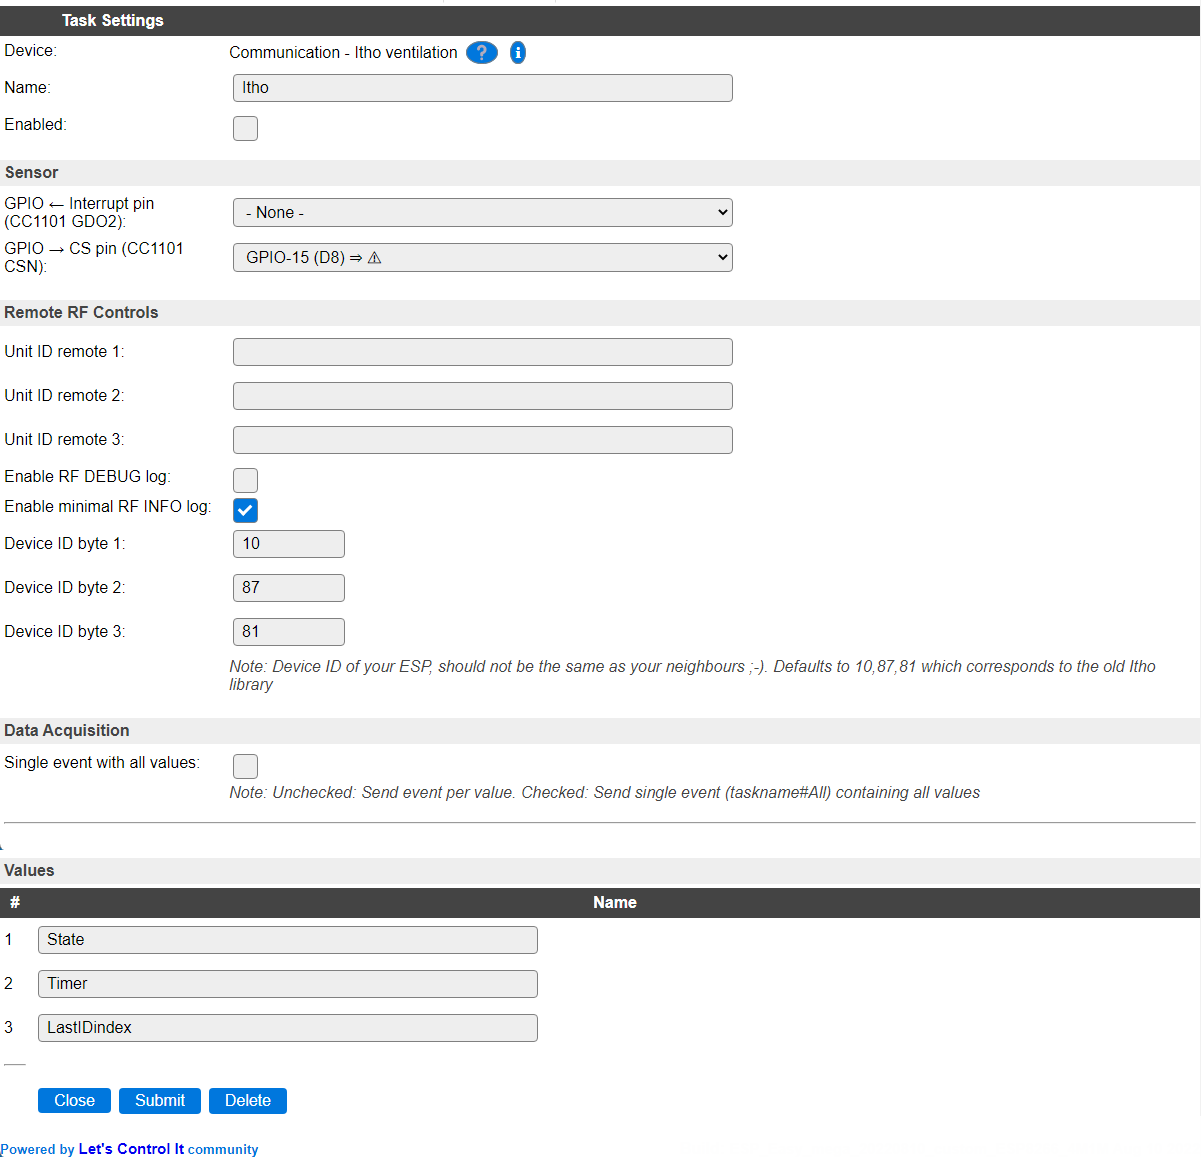 Task Settings
Device:
Communication - Itho ventilation ? i
Name:
Itho
Enabled:
Sensor
GPIO ← Interrupt pin
(CC1101 GDO2):
- None -
GPIO → CS pin (CC1101
CSN):
GPIO-15 (D8) ⇒ ⚠
Remote RF Controls
Unit ID remote 1:
Unit ID remote 2:
Unit ID remote 3:
Enable RF DEBUG log:
Enable minimal RF INFO log:
Device ID byte 1:
10
Device ID byte 2:
87
Device ID byte 3:
81
Note: Device ID of your ESP, should not be the same as your neighbours ;-). Defaults to 10,87,81 which corresponds to the old Itho
library
Data Acquisition
Single event with all values:
Note: Unchecked: Send event per value. Checked: Send single event (taskname#All) containing all values
Values
# Name
1 State
2 Timer
3 LastIDindex
Close Submit Delete
Powered by Let's Control It community